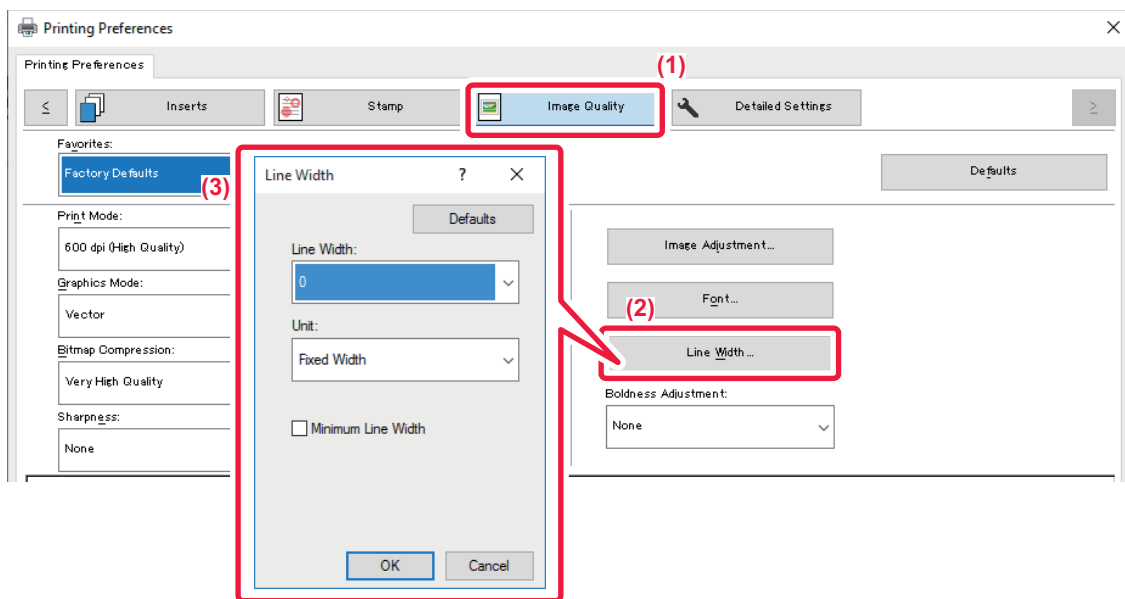 Printing Preferences
Printing Preferences
(1)
≤ Inserts Stamp Image Quality Detailed Settings ≥
Favorites:
Factory Defaults
Defaults
(3)
Line Width ? ×
Defaults
Line Width:
0
Unit:
Fixed Width
Minimum Line Width
OK Cancel
Print Mode:
600 dpi (High Quality)
Graphics Mode:
Vector
Bitmap Compression:
Very High Quality
Sharpness:
None
Image Adjustment...
Font...
(2)
Line Width...
Boldness Adjustment:
None